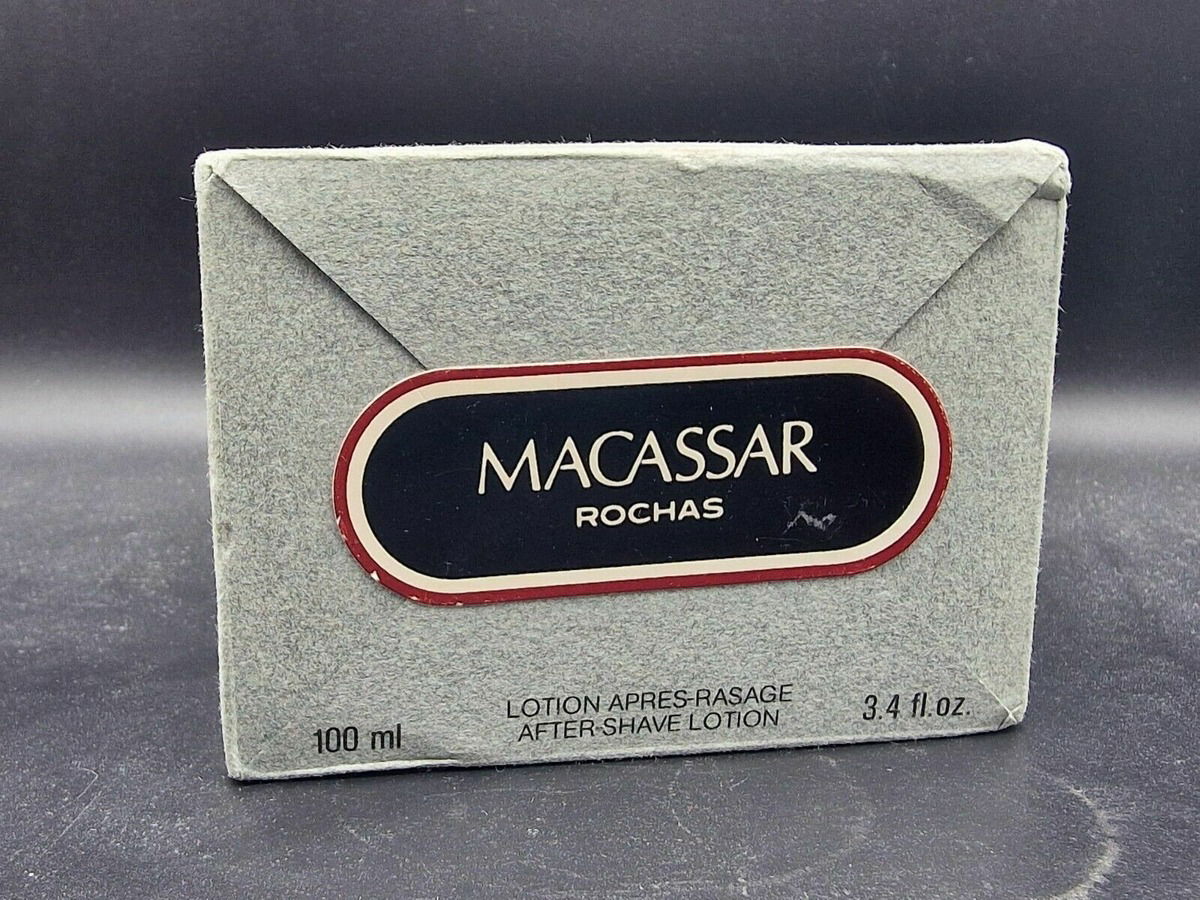 MACASSAR
ROCHAS
LOTION APRES-RASAGE
AFTER-SHAVE LOTION
100 ml
3.4 fl.oz.